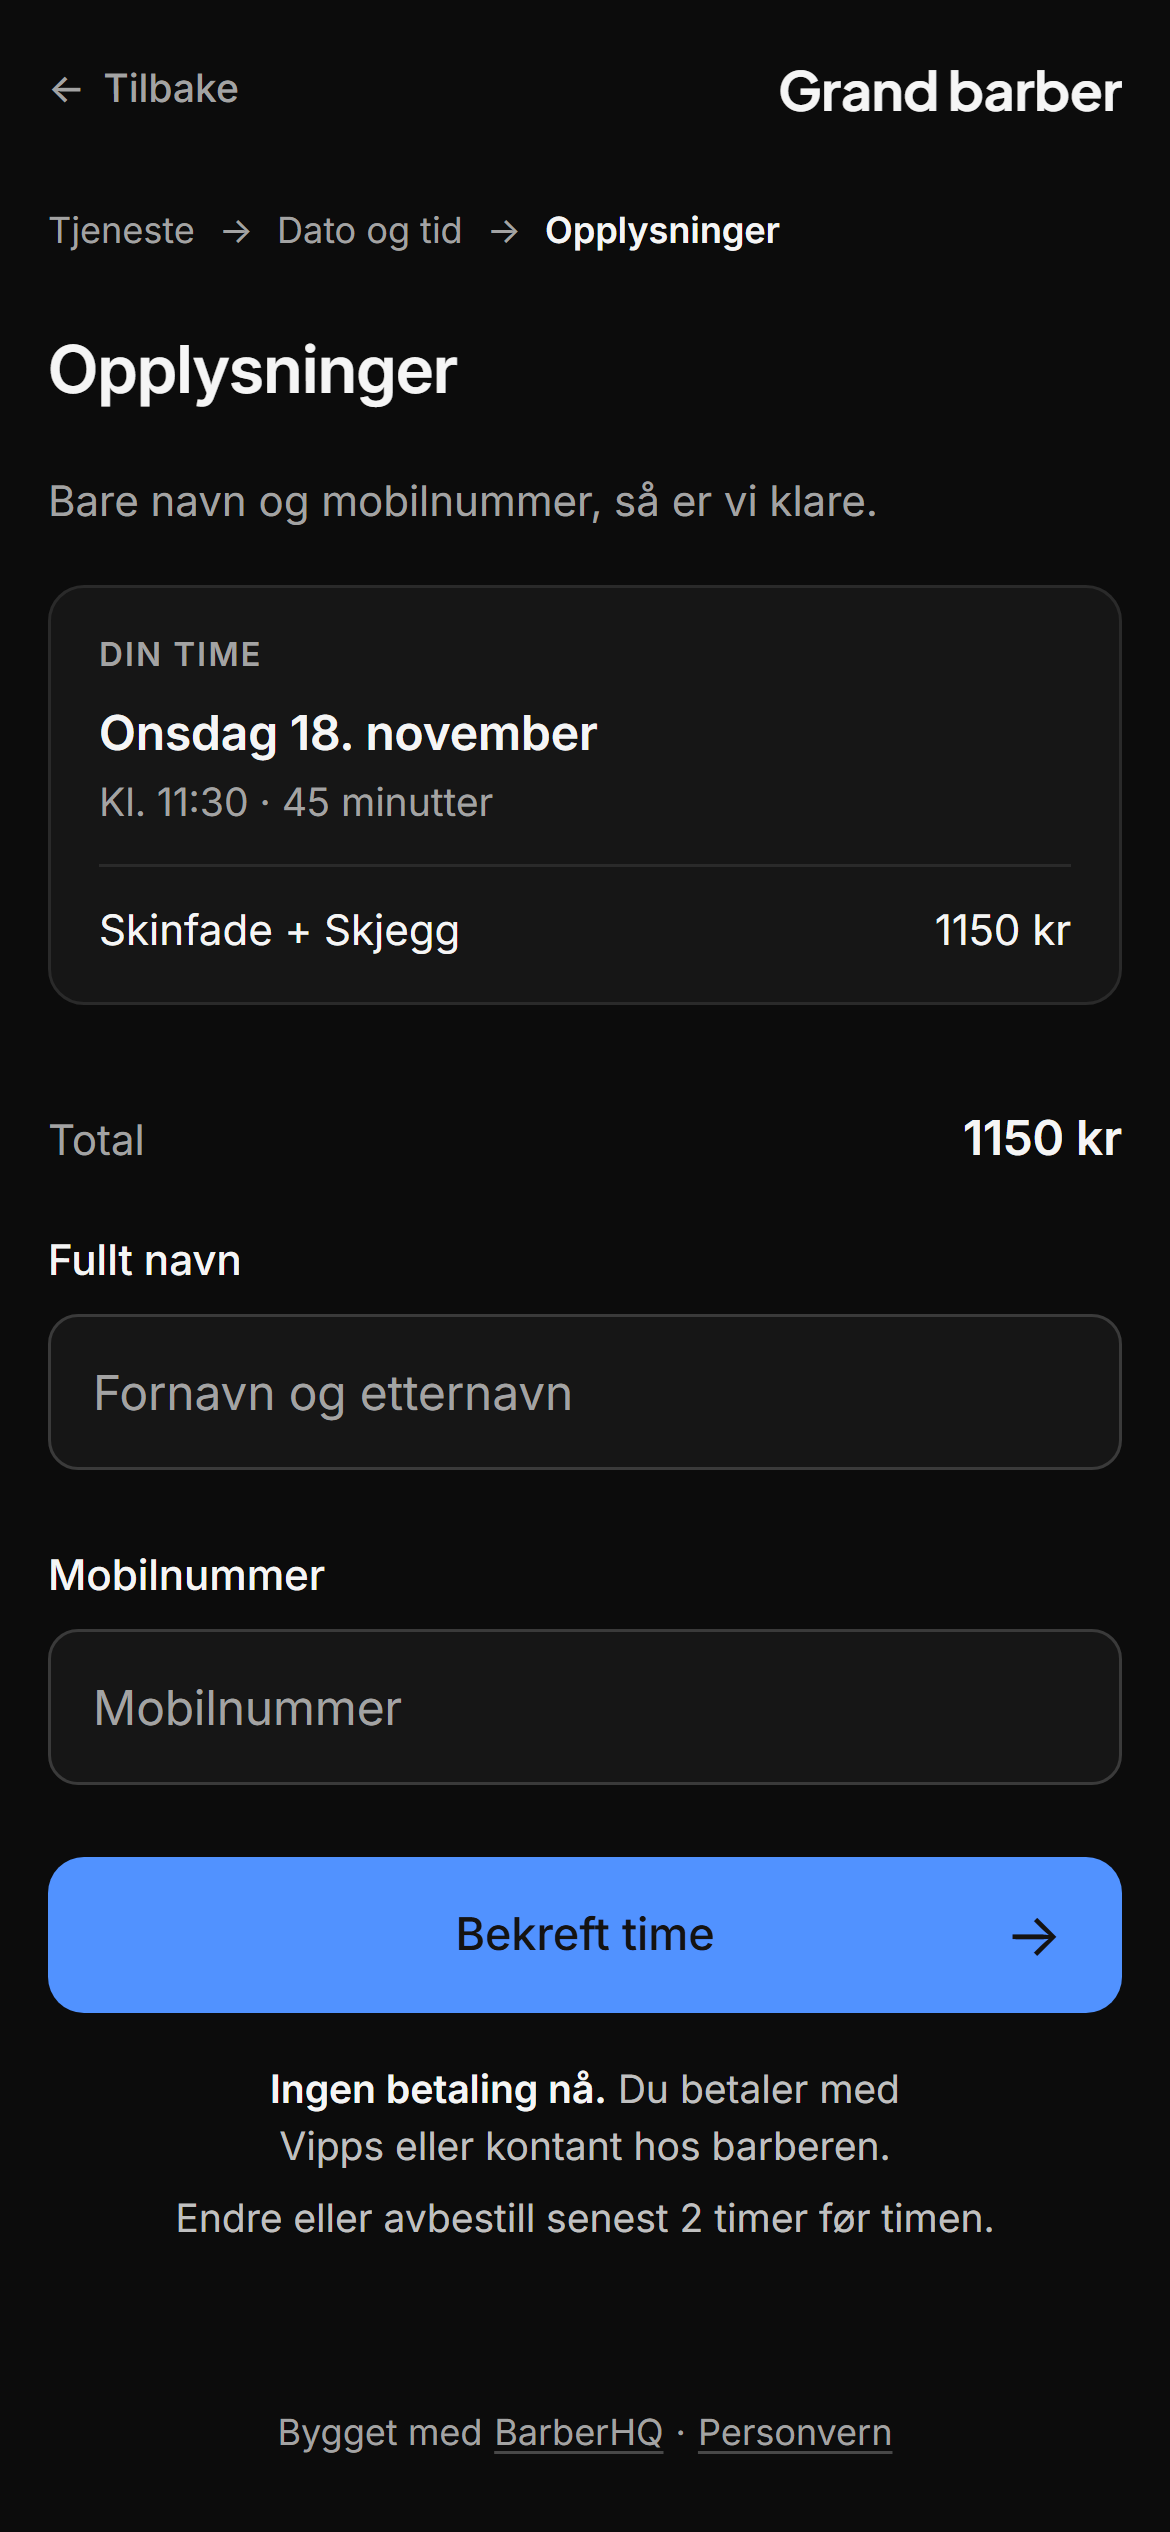 ← Tilbake
Grand barber
Tjeneste → Dato og tid → Opplysninger
Opplysninger
Bare navn og mobilnummer, så er vi klare.
DIN TIME
Onsdag 18. november
Kl. 11:30 · 45 minutter
Skinfade + Skjegg 1150 kr
Total 1150 kr
Fullt navn
Fornavn og etternavn
Mobilnummer
Mobilnummer
Bekreft time →
Ingen betaling nå. Du betaler med
Vipps eller kontant hos barberen.
Endre eller avbestill senest 2 timer før timen.
Bygget med BarberHQ · Personvern